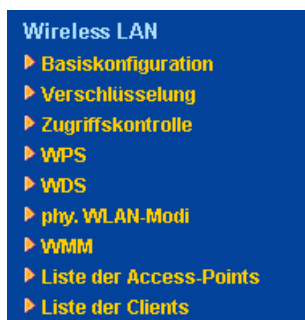 Wireless LAN
Basiskonfiguration
Verschlüsselung
Zugriffskontrolle
WPS
WDS
phy. WLAN-Modi
WMM
Liste der Access-Points
Liste der Clients